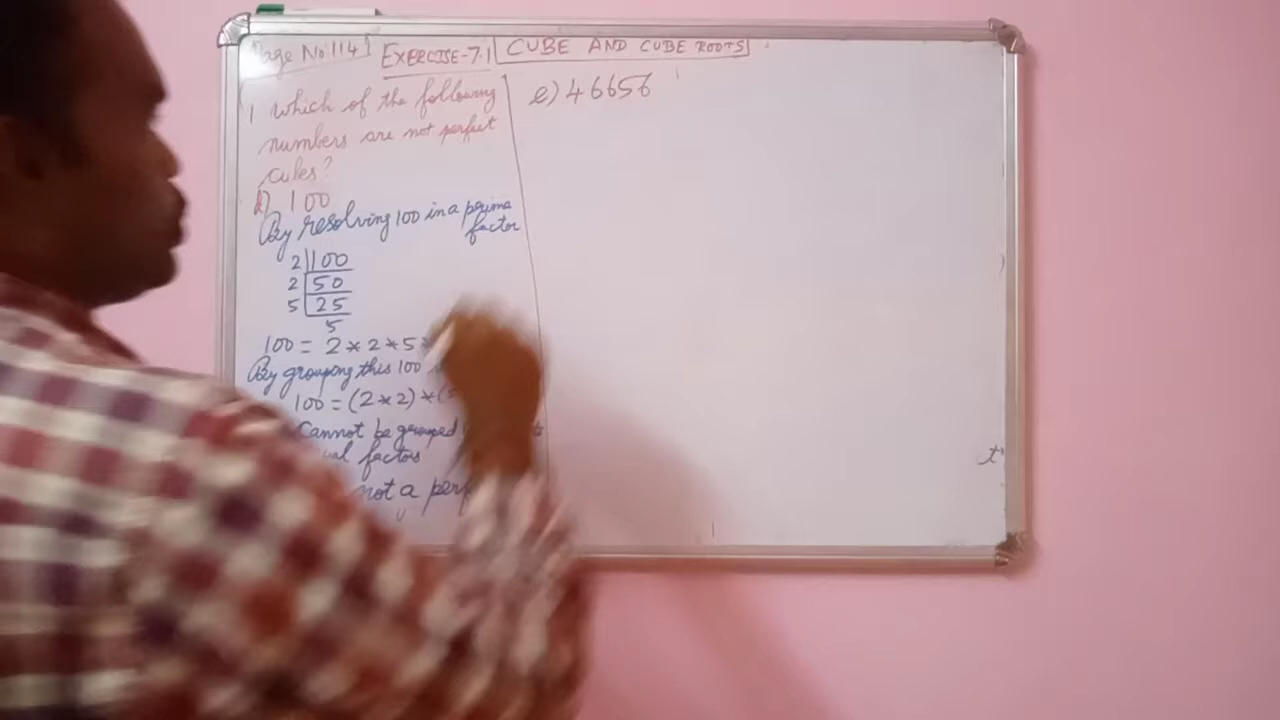 Page No 114
EXERCISE-7.1
CUBE AND CUBE ROOTS
1 which of the following
numbers are not perfect
cubes?
d) 100
By resolving 100 in a prime
factor
2 | 100
2 | 50
5 | 25
5
100 = 2 * 2 * 5 *
By grouping this 100
100 = (2 * 2) * (5
Cannot be grouped
factors
not a
e) 46656
t